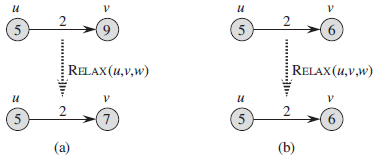 u 2 v u 2 v
5 9 5 6
RELAX(u,v,w) RELAX(u,v,w)
u 2 v u 2 v
5 7 5 6
(a) (b)